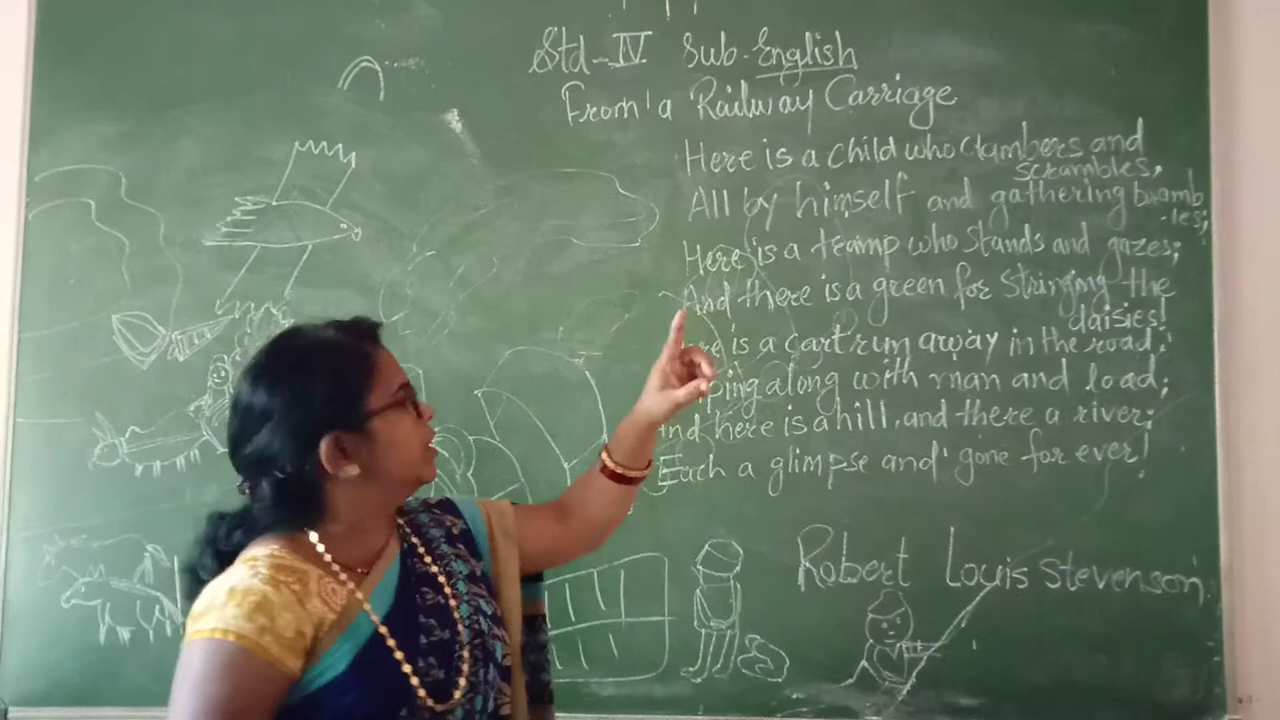 Std-IV Sub-English
From a Railway Carriage
Here is a child who clambers and
scrambles,
All by himself and gathering bramb
-les;
Here is a tramp who stands and gazes;
And there is a green for stringing the
daisies!
is a cart run away in the road;
ping along with man and load;
And here is a hill, and there a river;
Each a glimpse and gone for ever!
Robert Louis Stevenson.